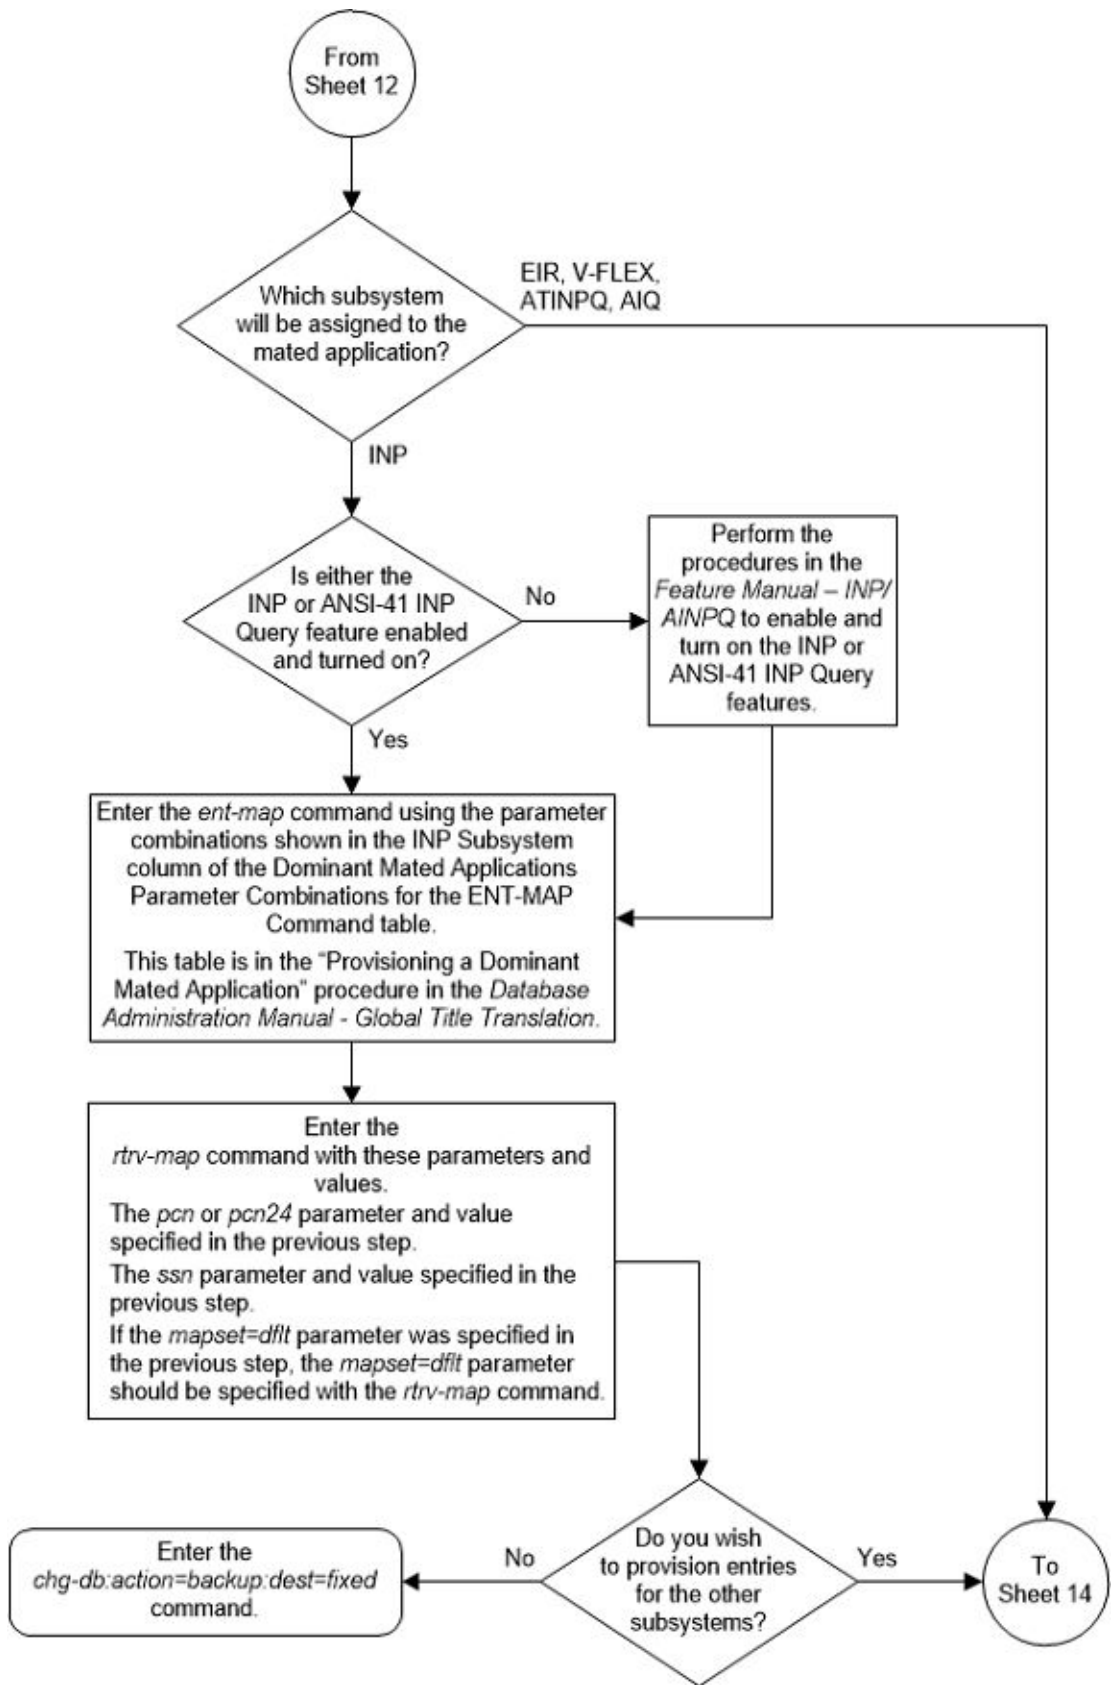 From
Sheet 12
Which subsystem
will be assigned to the
mated application?
EIR, V-FLEX,
ATINPQ, AIQ
INP
Is either the
INP or ANSI-41 INP
Query feature enabled
and turned on?
No
Perform the
procedures in the
Feature Manual – INP/
AINPQ to enable and
turn on the INP or
ANSI-41 INP Query
features.
Yes
Enter the ent-map command using the parameter
combinations shown in the INP Subsystem
column of the Dominant Mated Applications
Parameter Combinations for the ENT-MAP
Command table.
This table is in the “Provisioning a Dominant
Mated Application” procedure in the Database
Administration Manual - Global Title Translation.
Enter the
rtrv-map command with these parameters and
values.
The pcn or pcn24 parameter and value
specified in the previous step.
The ssn parameter and value specified in the
previous step.
If the mapset=dflt parameter was specified in
the previous step, the mapset=dflt parameter
should be specified with the rtrv-map command.
Do you wish
to provision entries
for the other
subsystems?
No
Enter the
chg-db:action=backup:dest=fixed
command.
Yes
To
Sheet 14